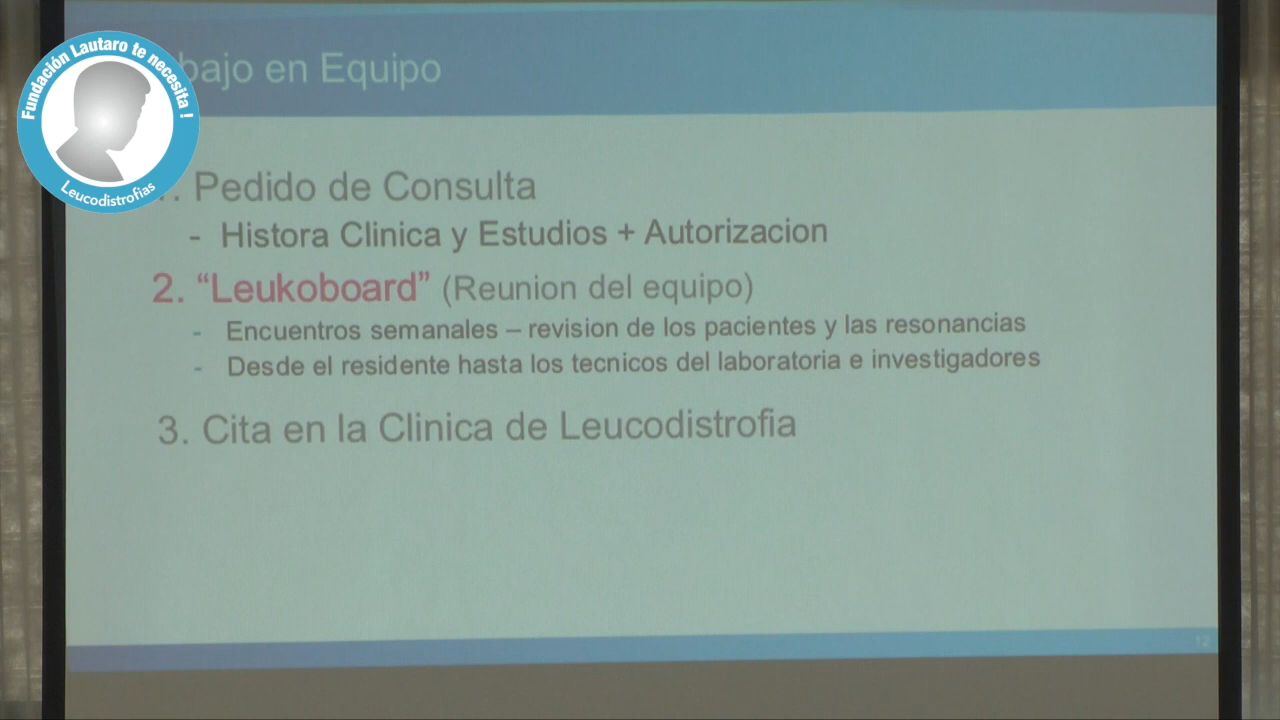 Fundación Lautaro te necesita !
Leucodistrofias
bajo en Equipo
. Pedido de Consulta
- Histora Clinica y Estudios + Autorizacion
2. “Leukoboard” (Reunion del equipo)
- Encuentros semanales – revision de los pacientes y las resonancias
- Desde el residente hasta los tecnicos del laboratoria e investigadores
3. Cita en la Clinica de Leucodistrofia
12